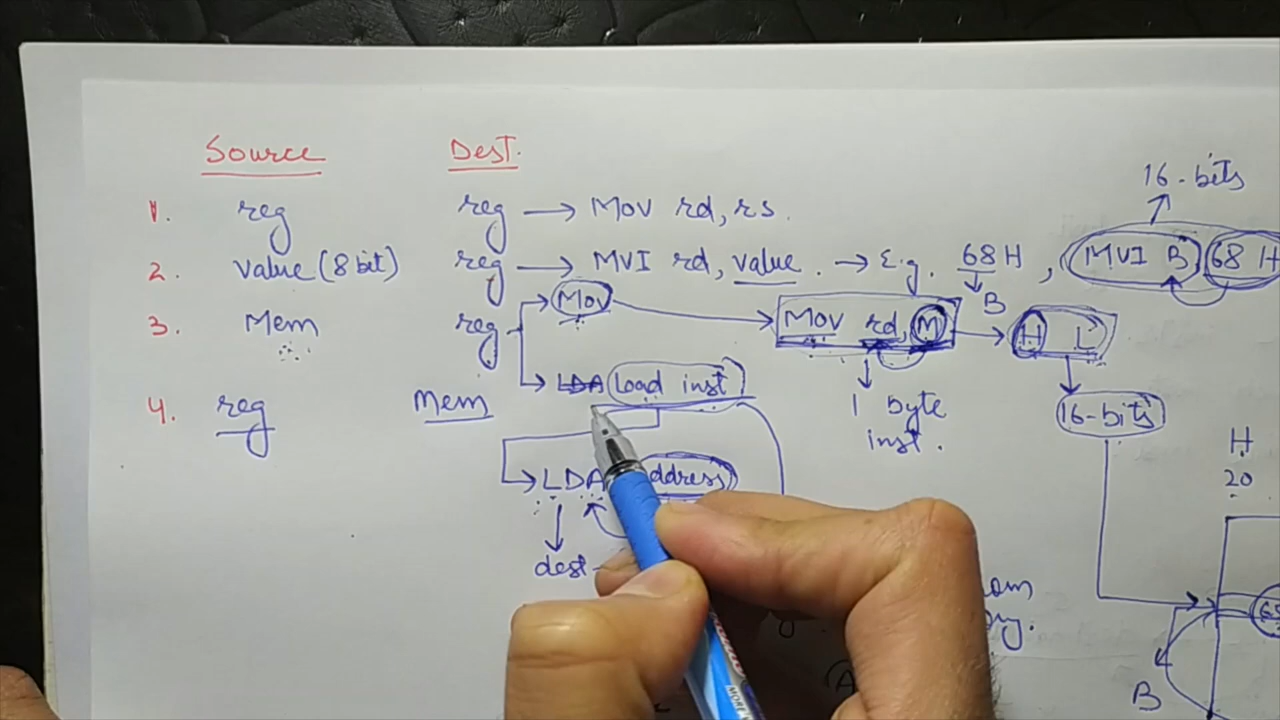 Source Dest.
16-bits
1. reg reg → Mov rd, rs.
2. value (8 bit) reg → MVI rd, value. → E.g. 68H, MVI B 68 H
B
3. Mem reg Mov Mov rd, M H L
LDA Load inst
4. reg Mem 1 byte 16-bits
inst.
H
LDA address 20
dest
B